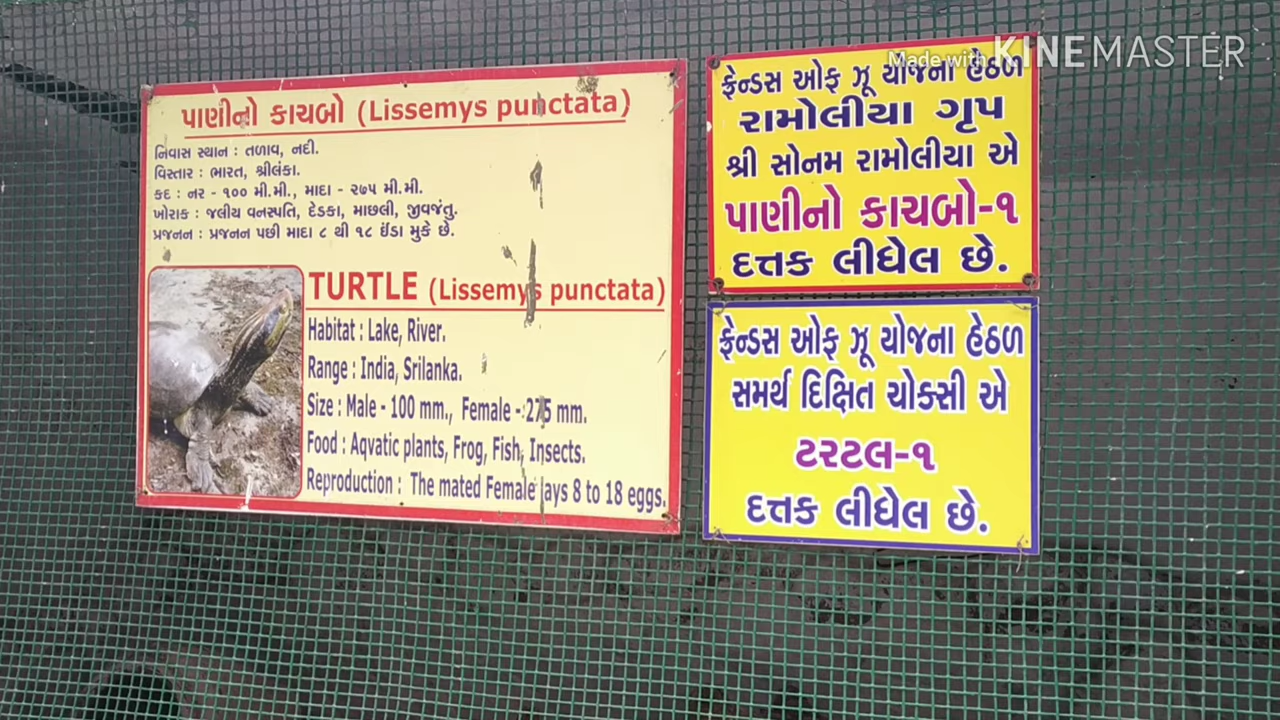 પાણીનો કાચબો (Lissemys punctata)
નિવાસ સ્થાન : તળાવ, નદી.
વિસ્તાર : ભારત, શ્રીલંકા.
કદ : નર - ૧૦૦ મી.મી., માદા - ૨૭૫ મી.મી.
ખોરાક : જલીય વનસ્પતિ, દેડકા, માછલી, જીવજંતુ.
પ્રજનન : પ્રજનન પછી માદા ૮ થી ૧૮ ઈંડા મુકે છે.
TURTLE (Lissemys punctata)
Habitat : Lake, River.
Range : India, Srilanka.
Size : Male - 100 mm., Female - 275 mm.
Food : Aqvatic plants, Frog, Fish, Insects.
Reproduction : The mated Female lays 8 to 18 eggs.
Made with KINEMASTER
ફ્રેન્ડસ ઓફ ઝૂ યોજના હેઠળ
રામોલીયા ગૃપ
શ્રી સોનમ રામોલીયા એ
પાણીનો કાચબો-૧
દત્તક લીધેલ છે.
ફ્રેન્ડસ ઓફ ઝૂ યોજના હેઠળ
સમર્થ દિક્ષિત ચોક્સી એ
ટરટલ-૧
દત્તક લીધેલ છે.